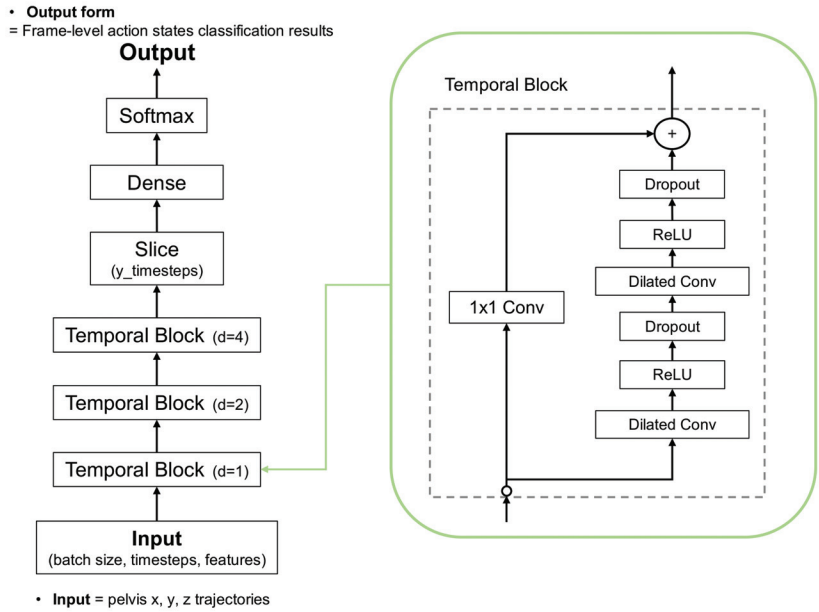 • Output form
= Frame-level action states classification results
Output
Softmax
Dense
Slice
(y_timesteps)
Temporal Block (d=4)
Temporal Block (d=2)
Temporal Block (d=1)
Input
(batch size, timesteps, features)
• Input = pelvis x, y, z trajectories
Temporal Block
+
Dropout
ReLU
Dilated Conv
1x1 Conv
Dropout
ReLU
Dilated Conv